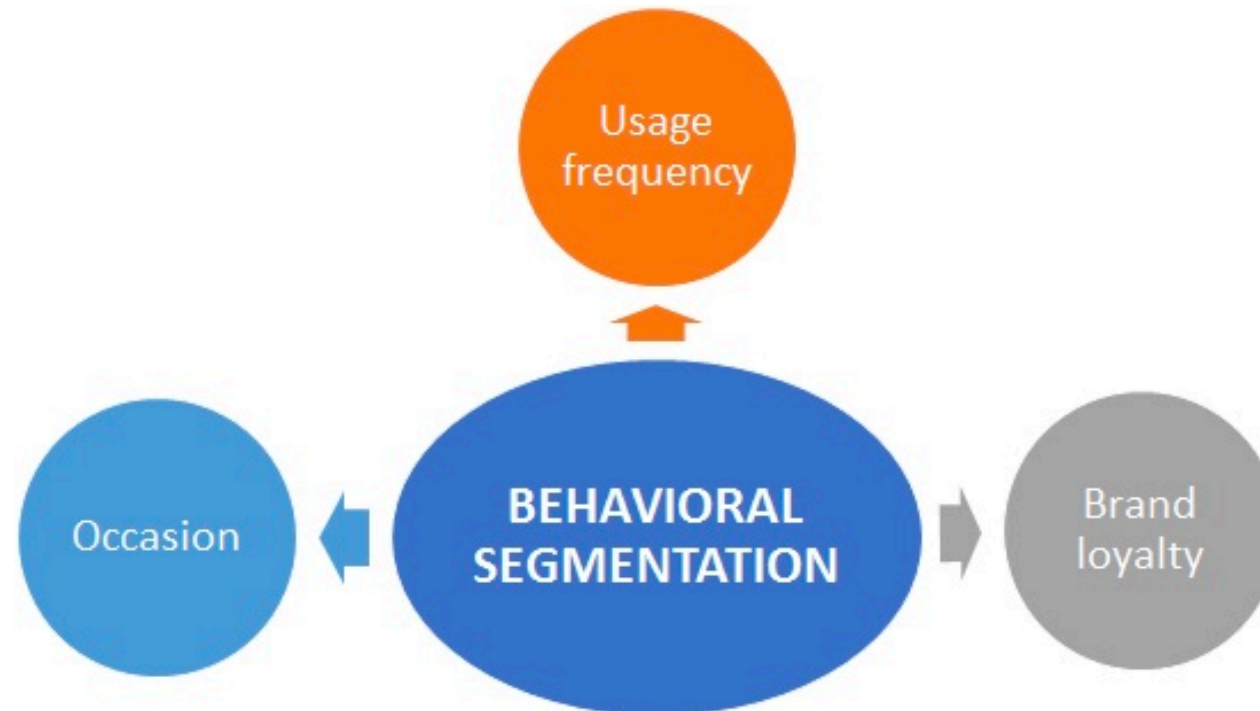 Usage
frequency
Occasion
BEHAVIORAL
SEGMENTATION
Brand
loyalty